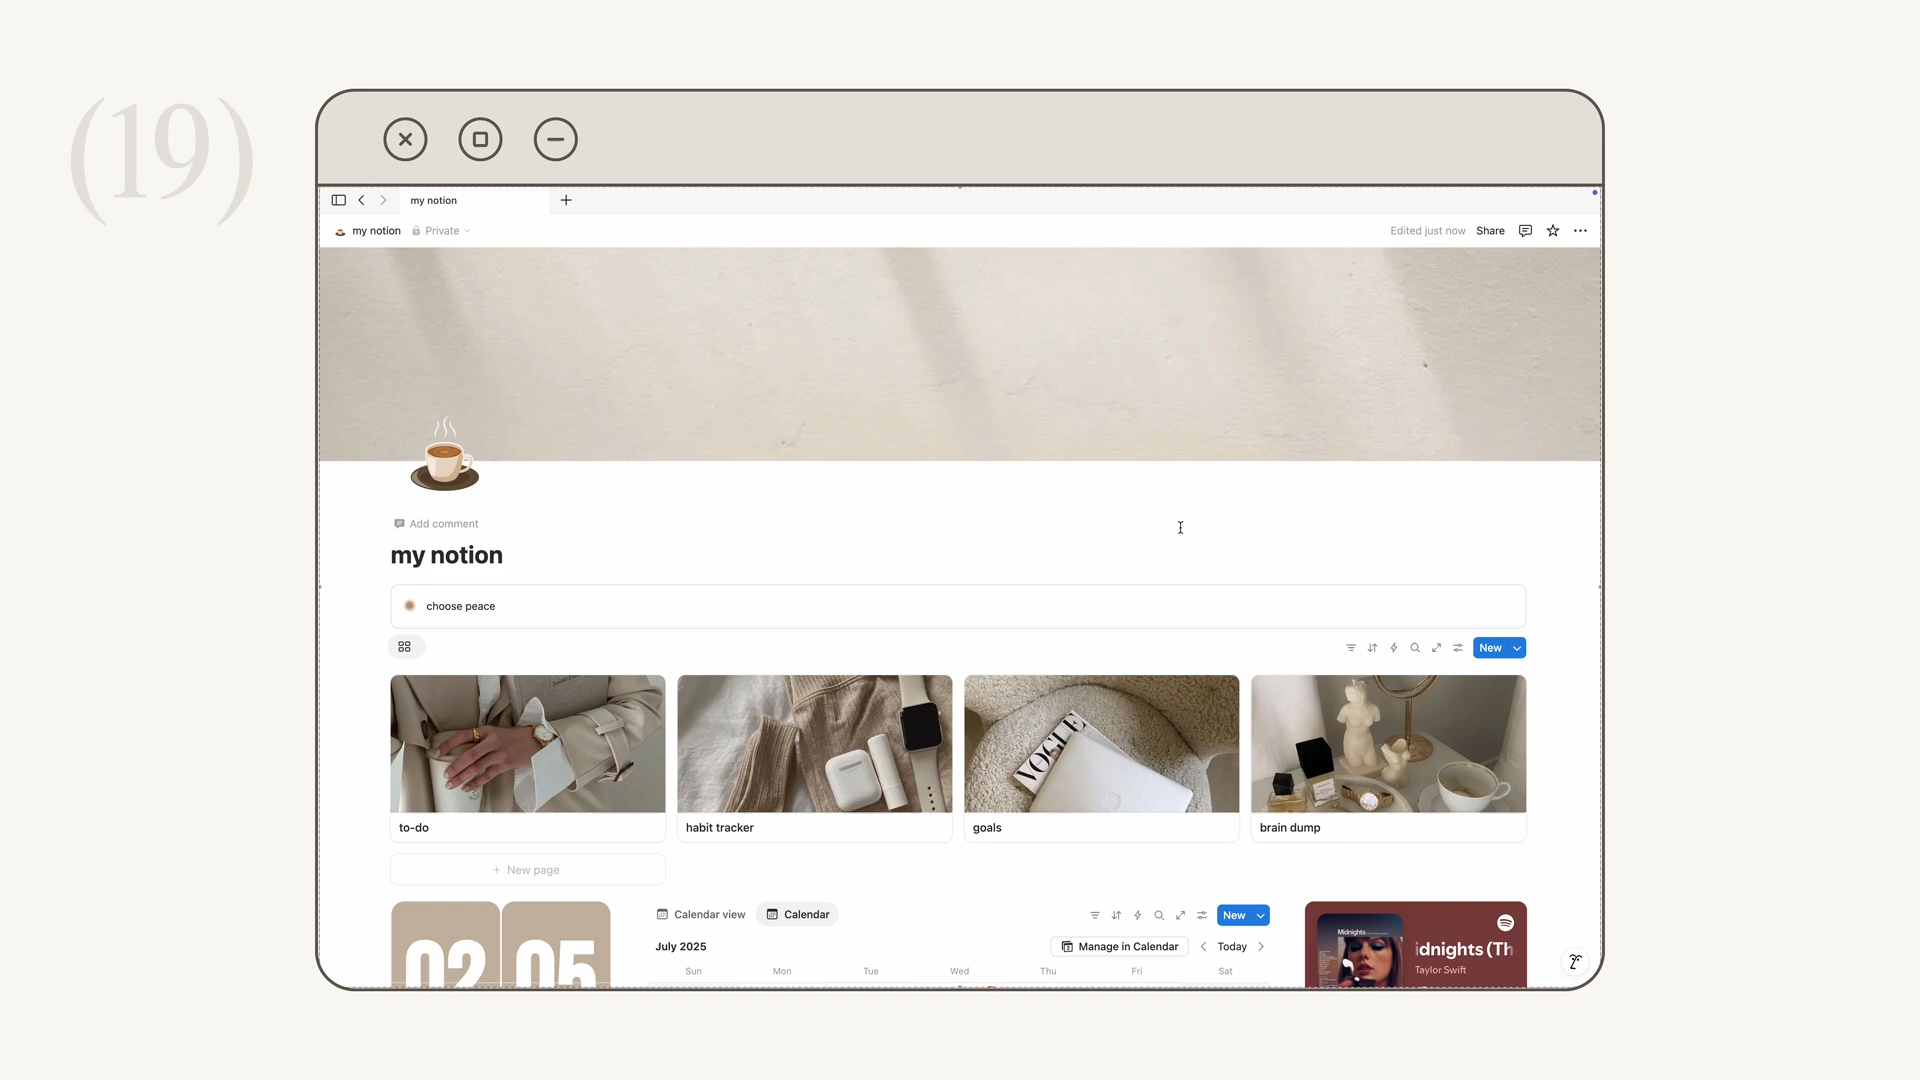 (19)
my notion
my notion Private
Edited just now Share
Add comment
my notion
choose peace
New
VOGUE
to-do
habit tracker
goals
brain dump
+ New page
02 05
Calendar view Calendar
New
July 2025
Manage in Calendar
Today
Sun Mon Tue Wed Thu Fri Sat
Midnights
idnights (Th
Taylor Swift